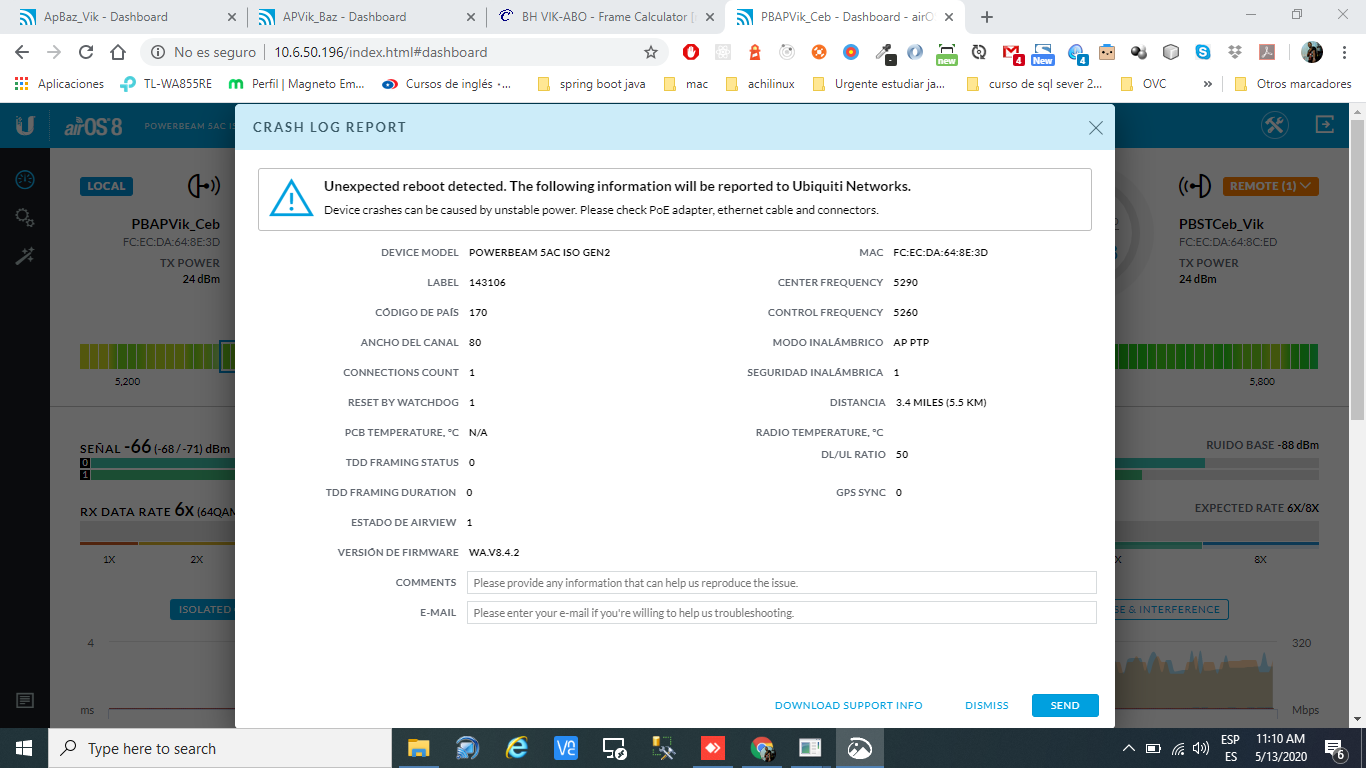 ApBaz_Vik - Dashboard
APVik_Baz - Dashboard
BH VIK-ABO - Frame Calculator
PBAPVik_Ceb - Dashboard - airO
No es seguro
10.6.50.196/index.html#dashboard
4
new
4
New
Aplicaciones
TL-WA855RE
Perfil | Magneto Em...
Cursos de inglés -...
spring boot java
mac
achilinux
Urgente estudiar ja...
curso de sql sever 2...
OVC
»
Otros marcadores
airOS 8
POWERBEAM 5AC IS
CRASH LOG REPORT
Unexpected reboot detected. The following information will be reported to Ubiquiti Networks.
Device crashes can be caused by unstable power. Please check PoE adapter, ethernet cable and connectors.
LOCAL
PBAPVik_Ceb
FC:EC:DA:64:8E:3D
TX POWER
24 dBm
REMOTE (1)
PBSTCeb_Vik
FC:EC:DA:64:8C:ED
TX POWER
24 dBm
DEVICE MODEL POWERBEAM 5AC ISO GEN2
MAC FC:EC:DA:64:8E:3D
LABEL 143106
CENTER FREQUENCY 5290
CÓDIGO DE PAÍS 170
CONTROL FREQUENCY 5260
ANCHO DEL CANAL 80
MODO INALÁMBRICO AP PTP
CONNECTIONS COUNT 1
SEGURIDAD INALÁMBRICA 1
RESET BY WATCHDOG 1
DISTANCIA 3.4 MILES (5.5 KM)
PCB TEMPERATURE, °C N/A
RADIO TEMPERATURE, °C
TDD FRAMING STATUS 0
DL/UL RATIO 50
TDD FRAMING DURATION 0
GPS SYNC 0
ESTADO DE AIRVIEW 1
VERSIÓN DE FIRMWARE WA.V8.4.2
COMMENTS Please provide any information that can help us reproduce the issue.
E-MAIL Please enter your e-mail if you're willing to help us troubleshooting.
DOWNLOAD SUPPORT INFO
DISMISS
SEND
5,200
5,800
SEÑAL -66 (-68 / -71) dBm
0
1
RUIDO BASE -88 dBm
RX DATA RATE 6X (64QAM
EXPECTED RATE 6X/8X
1X
2X
X
8X
ISOLATED
SE & INTERFERENCE
4
320
ms
Mbps
Type here to search
ESP
ES
11:10 AM
5/13/2020
6